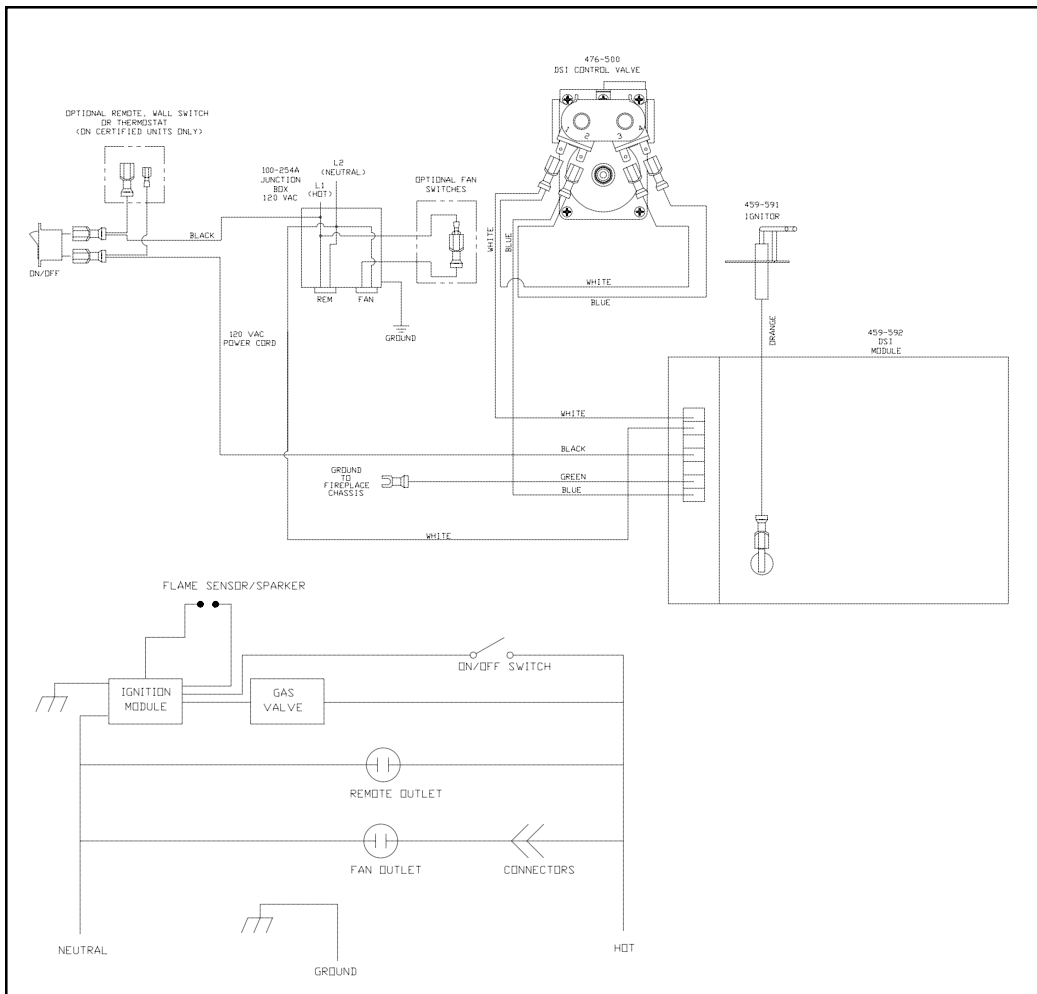 476-500
DSI CONTROL VALVE
1
2
3
4
OPTIONAL REMOTE, WALL SWITCH
OR THERMOSTAT
(ON CERTIFIED UNITS ONLY)
L2
(NEUTRAL)
100-254A
JUNCTION
BOX
120 VAC
L1
(HOT)
OPTIONAL FAN
SWITCHES
459-591
IGNITOR
BLACK
WHITE
BLUE
ON/OFF
WHITE
BLUE
REM
FAN
GROUND
ORANGE
120 VAC
POWER CORD
459-592
DSI
MODULE
WHITE
BLACK
GROUND
TO
FIREPLACE
CHASSIS
GREEN
BLUE
WHITE
FLAME SENSOR/SPARKER
ON/OFF SWITCH
IGNITION
MODULE
GAS
VALVE
REMOTE OUTLET
FAN OUTLET
CONNECTORS
NEUTRAL
HOT
GROUND